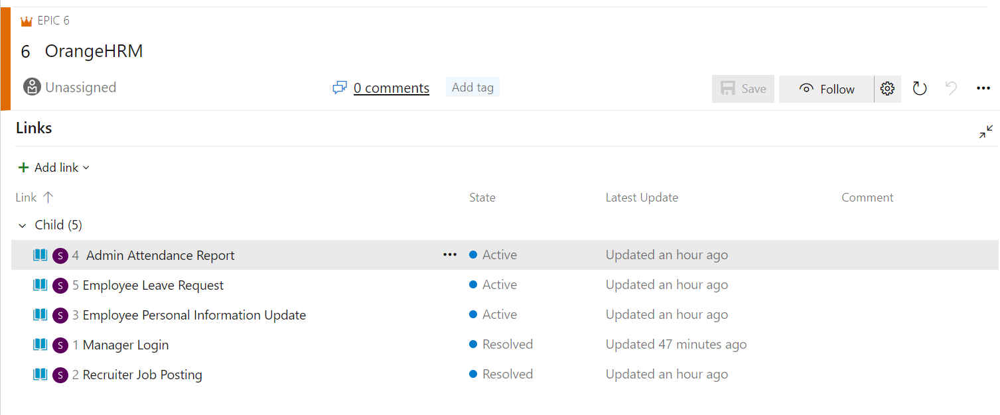 EPIC 6
6 OrangeHRM
Unassigned 0 comments Add tag Save Follow
Links
Add link
Link State Latest Update Comment
Child (5)
S 4 Admin Attendance Report Active Updated an hour ago
S 5 Employee Leave Request Active Updated an hour ago
S 3 Employee Personal Information Update Active Updated an hour ago
S 1 Manager Login Resolved Updated 47 minutes ago
S 2 Recruiter Job Posting Resolved Updated an hour ago